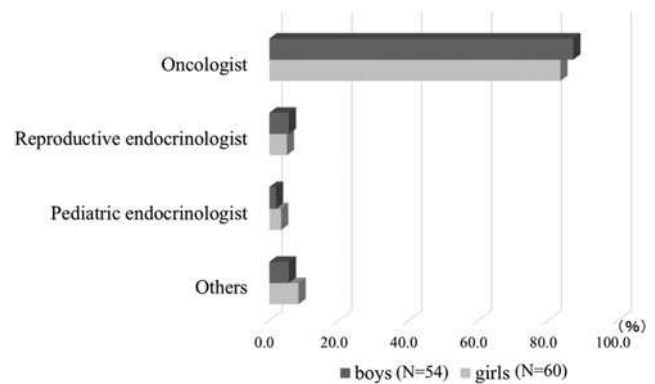 Oncologist
Reproductive endocrinologist
Pediatric endocrinologist
Others
(%)
0.0 20.0 40.0 60.0 80.0 100.0
boys (N=54) girls (N=60)